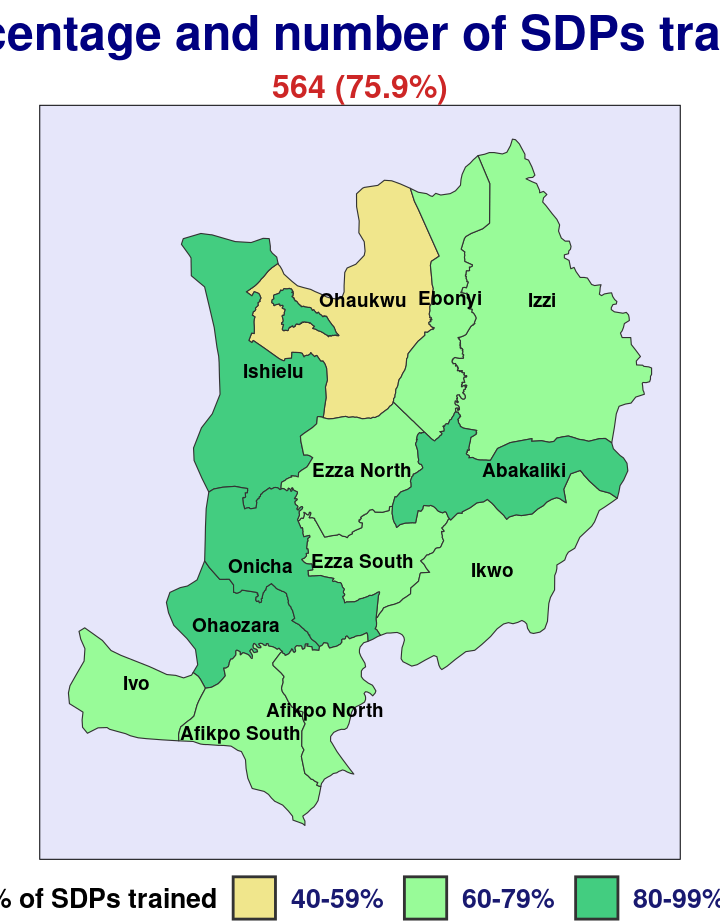 centage and number of SDPs tra
564 (75.9%)
Ohaukwu
Ebonyi
Izzi
Ishielu
Ezza North
Abakaliki
Ezza South
Onicha
Ikwo
Ohaozara
Ivo
Afikpo North
Afikpo South
% of SDPs trained
40-59%
60-79%
80-99%